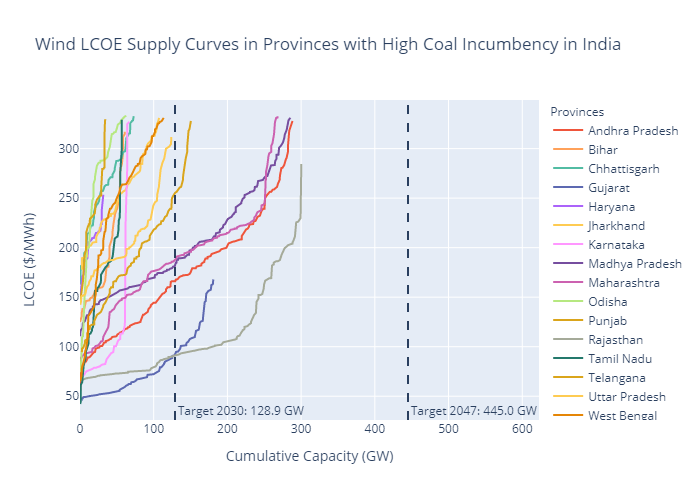 Wind LCOE Supply Curves in Provinces with High Coal Incumbency in India
Provinces
Andhra Pradesh
Bihar
Chhattisgarh
Gujarat
Haryana
Jharkhand
Karnataka
Madhya Pradesh
Maharashtra
Odisha
Punjab
Rajasthan
Tamil Nadu
Telangana
Uttar Pradesh
West Bengal
LCOE ($/MWh)
300
250
200
150
100
50
Target 2030: 128.9 GW
Target 2047: 445.0 GW
0 100 200 300 400 500 600
Cumulative Capacity (GW)